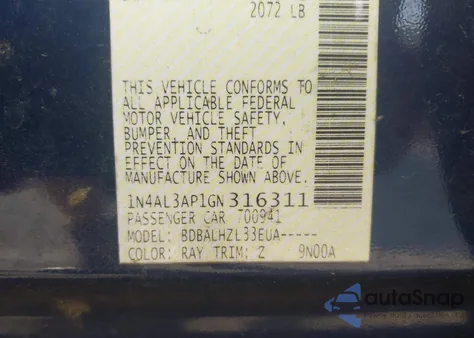 2072 LB
THIS VEHICLE CONFORMS TO
ALL APPLICABLE FEDERAL
MOTOR VEHICLE SAFETY,
BUMPER, AND THEFT
PREVENTION STANDARDS IN
EFFECT ON THE DATE OF
MANUFACTURE SHOWN ABOVE.
1N4AL3AP1GN316311
PASSENGER CAR 700941
MODEL: BDBALHZL33EUA-----
COLOR: RAY TRIM: Z 9N00A
autoSnap